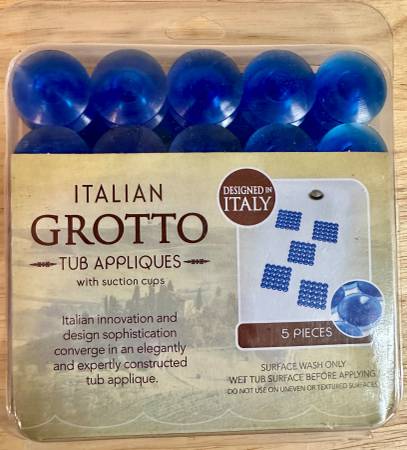 ITALIAN
GROTTO
TUB APPLIQUES
with suction cups
Italian innovation and
design sophistication
converge in an elegantly
and expertly constructed
tub applique.
DESIGNED IN
ITALY
5 PIECES
SURFACE WASH ONLY
WET TUB SURFACE BEFORE APPLYING
DO NOT USE ON UNEVEN OR TEXTURED SURFACES